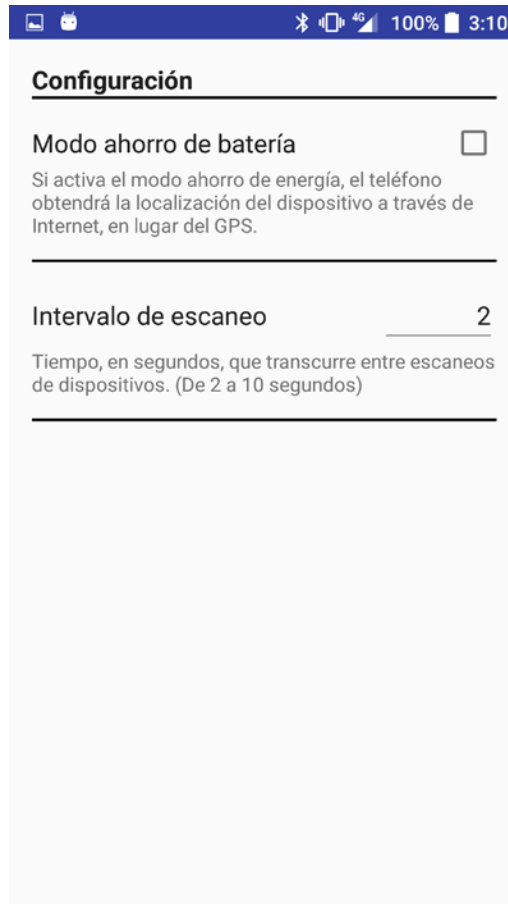 4G 100% 3:10
Configuración
Modo ahorro de batería
Si activa el modo ahorro de energía, el teléfono
obtendrá la localización del dispositivo a través de
Internet, en lugar del GPS.
Intervalo de escaneo 2
Tiempo, en segundos, que transcurre entre escaneos
de dispositivos. (De 2 a 10 segundos)